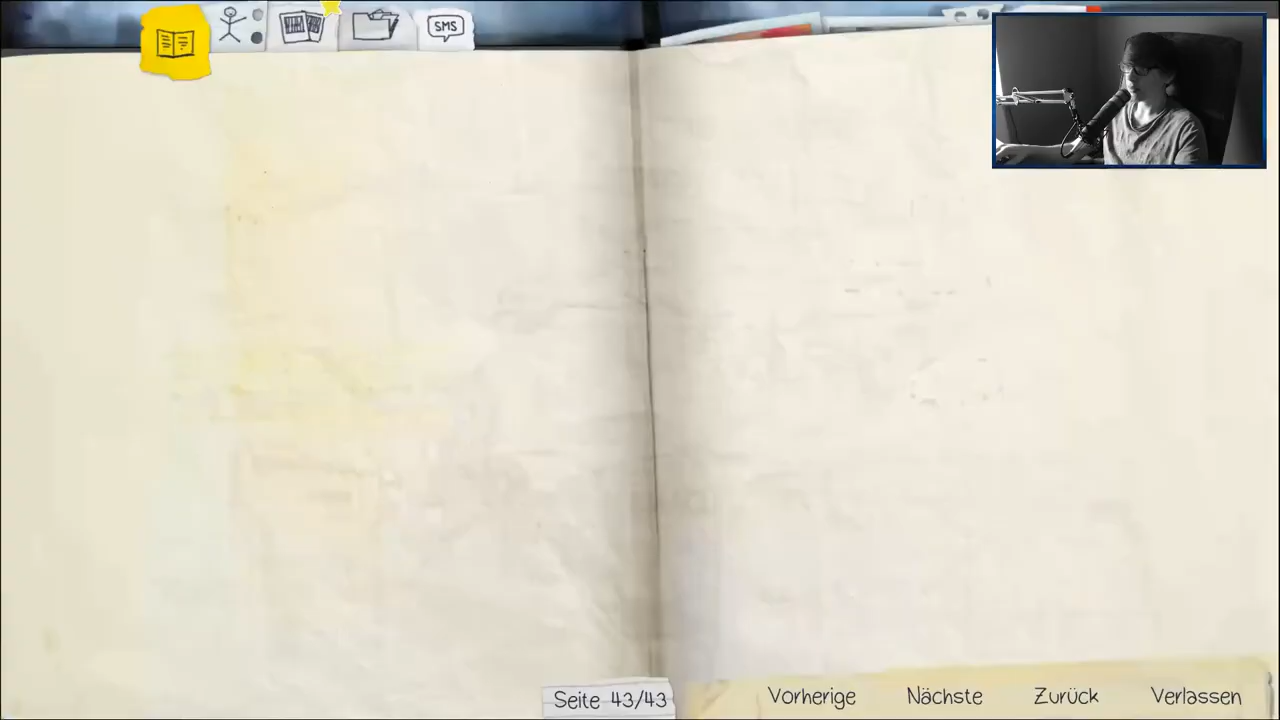 SMS
Seite 43/43
Vorherige
Nächste
Zurück
Verlassen